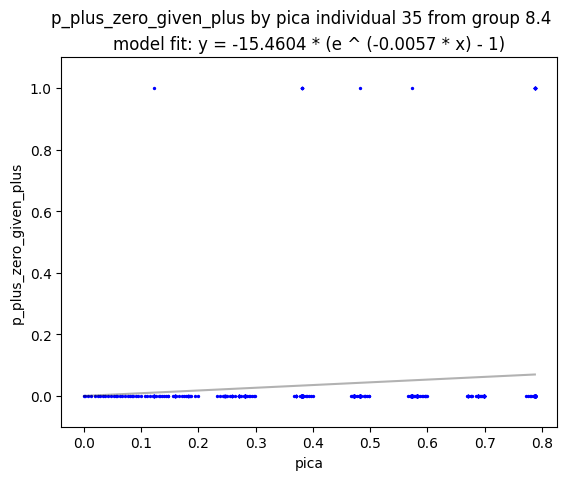 p_plus_zero_given_plus by pica individual 35 from group 8.4
model fit: y = -15.4604 * (e ^ (-0.0057 * x) - 1)
1.0
0.8
0.6
0.4
0.2
0.0
p_plus_zero_given_plus
0.0 0.1 0.2 0.3 0.4 0.5 0.6 0.7 0.8
pica